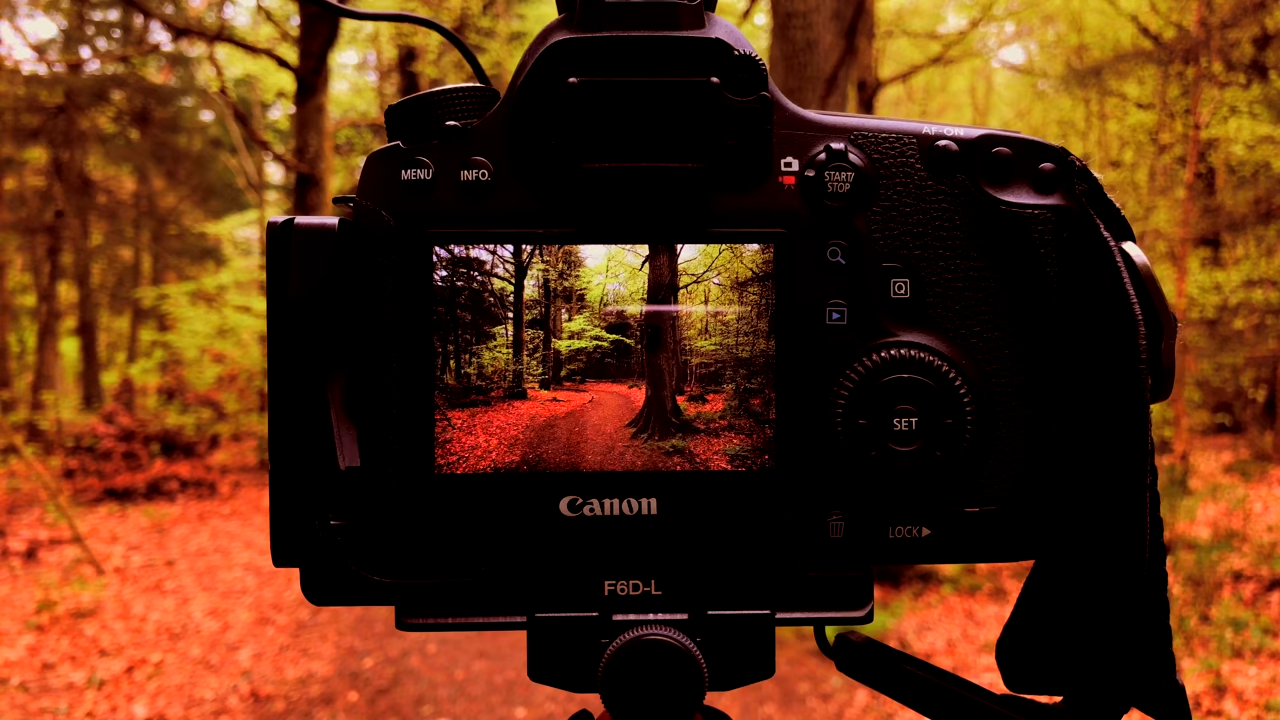 AF-ON
MENU
INFO.
START/
STOP
Q
SET
Canon
LOCK
F6D-L